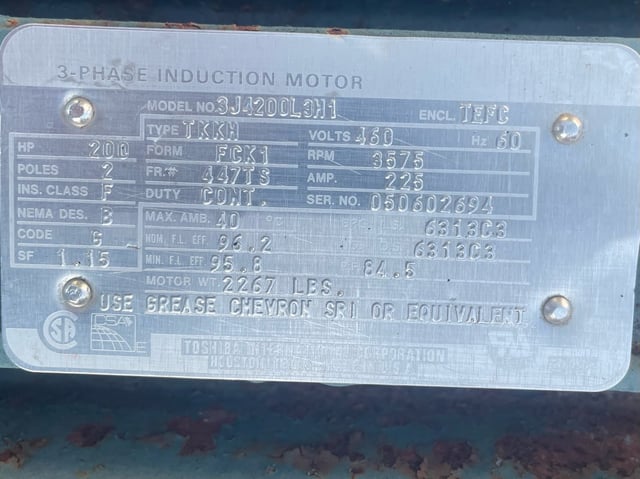 3-PHASE INDUCTION MOTOR
MODEL NO. 3J4200L3H1 ENCL. TEFC
TYPE TKKH VOLTS 460 Hz 60
HP 200 FORM FCK1 RPM 3575
POLES 2 FR.# 447TS AMP. 225
INS. CLASS F DUTY CONT. SER. NO. 050602694
NEMA DES. B MAX. AMB. 40 °C 6313C3
CODE G NOM. F.L. EFF. 96.2 6313C3
SF 1.15 MIN. F.L. EFF. 95.8 84.5
MOTOR WT. 2267 LBS.
USE GREASE CHEVRON SRI OR EQUIVALENT
TOSHIBA INTERNATIONAL CORPORATION